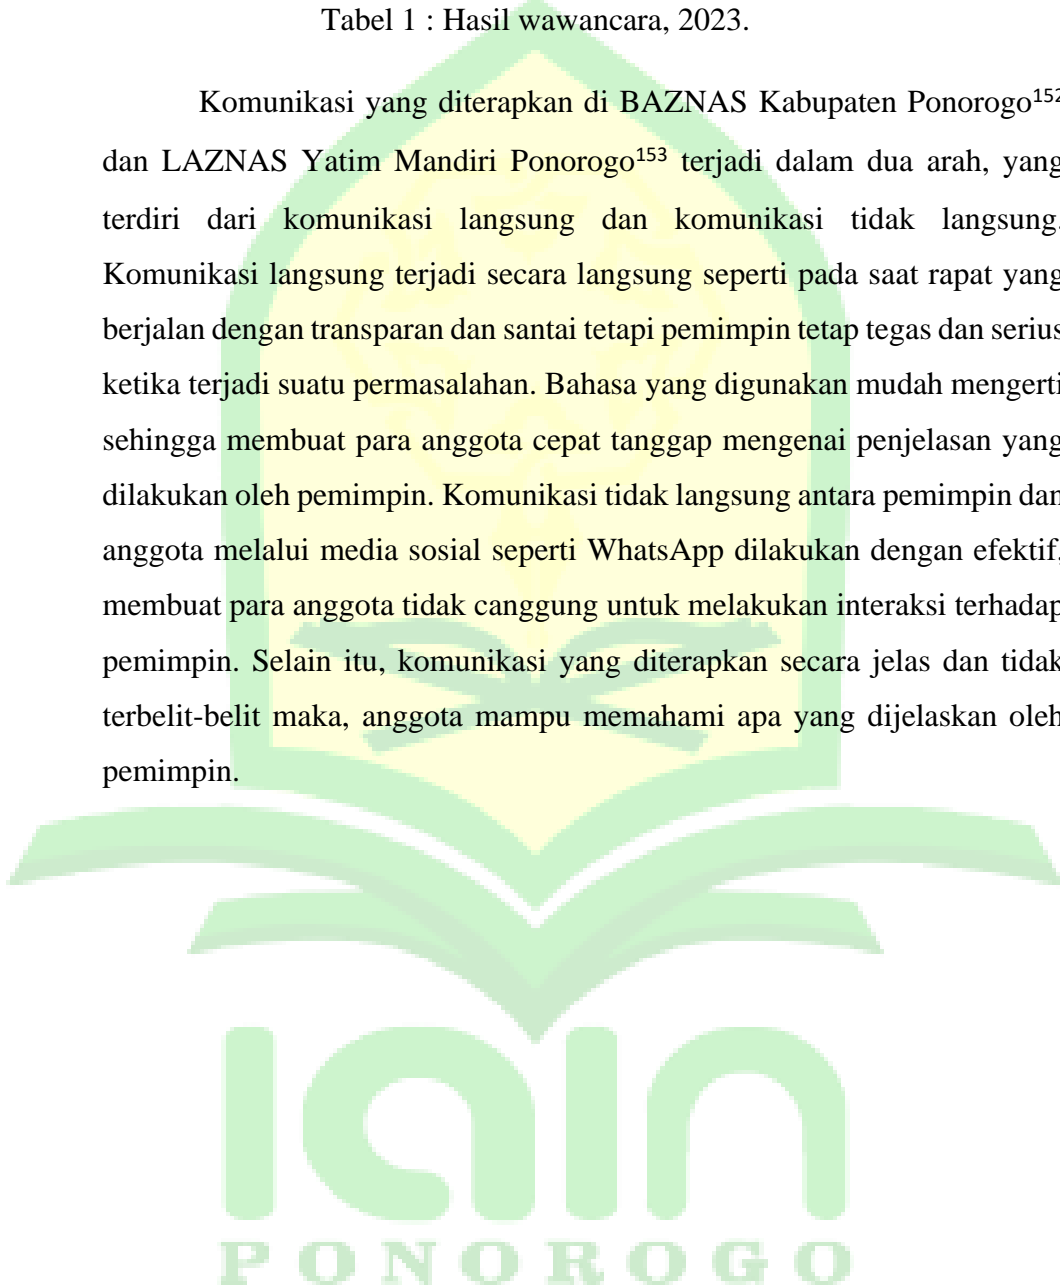 Tabel 1 : Hasil wawancara, 2023.
Komunikasi yang diterapkan di BAZNAS Kabupaten Ponorogo152
dan LAZNAS Yatim Mandiri Ponorogo153 terjadi dalam dua arah, yang
terdiri dari komunikasi langsung dan komunikasi tidak langsung.
Komunikasi langsung terjadi secara langsung seperti pada saat rapat yang
berjalan dengan transparan dan santai tetapi pemimpin tetap tegas dan serius
ketika terjadi suatu permasalahan. Bahasa yang digunakan mudah mengerti
sehingga membuat para anggota cepat tanggap mengenai penjelasan yang
dilakukan oleh pemimpin. Komunikasi tidak langsung antara pemimpin dan
anggota melalui media sosial seperti WhatsApp dilakukan dengan efektif,
membuat para anggota tidak canggung untuk melakukan interaksi terhadap
pemimpin. Selain itu, komunikasi yang diterapkan secara jelas dan tidak
terbelit-belit maka, anggota mampu memahami apa yang dijelaskan oleh
pemimpin.
iain
PONOROGO